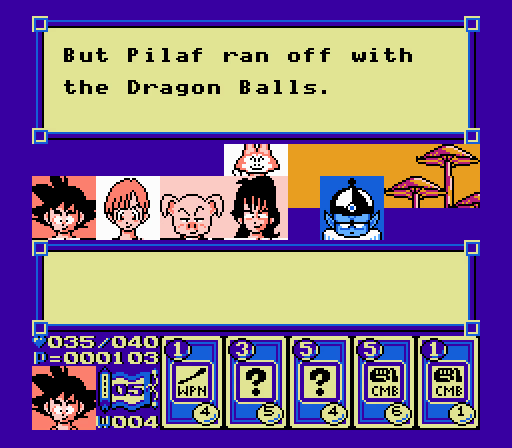 But Pilaf ran off with
the Dragon Balls.
035/040
P=000103
05
W004
1 WPN 4
3 ? 5
5 ? 4
5 CMB 6
1 CMB 1